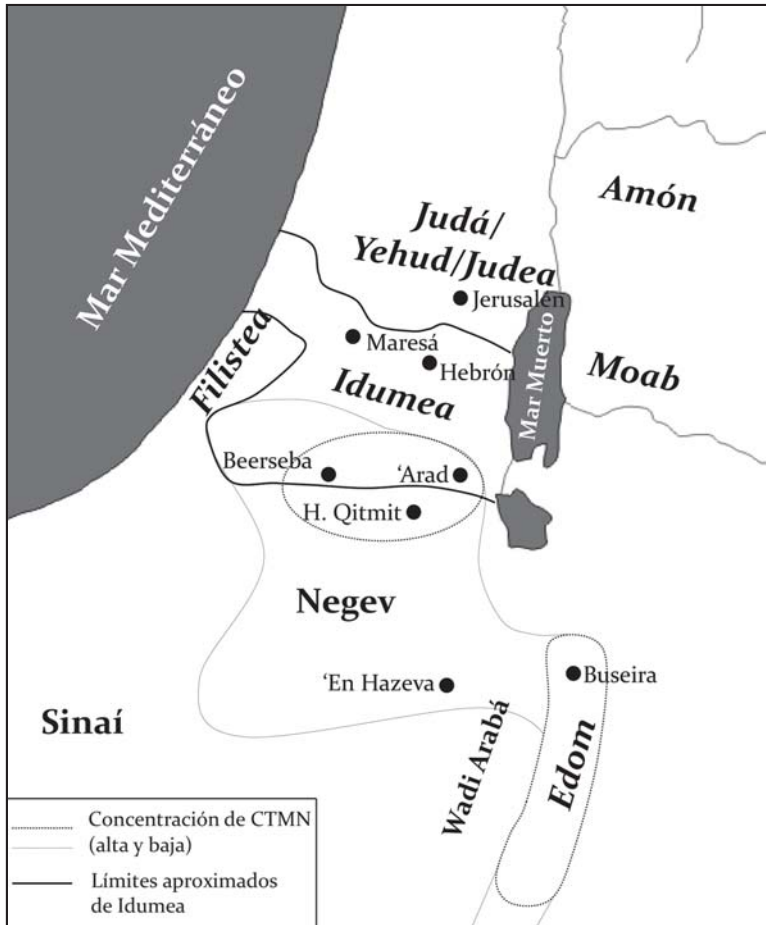 Mar Mediterráneo
Amón
Judá/
Yehud/Judea
Jerusalén
Filistea
Maresá
Hebrón
Mar Muerto
Moab
Idumea
Beerseba
‘Arad
H. Qitmit
Negev
‘En Hazeva
Buseira
Sinaí
Wadi Arabá
Edom
Concentración de CTMN
(alta y baja)
Límites aproximados
de Idumea